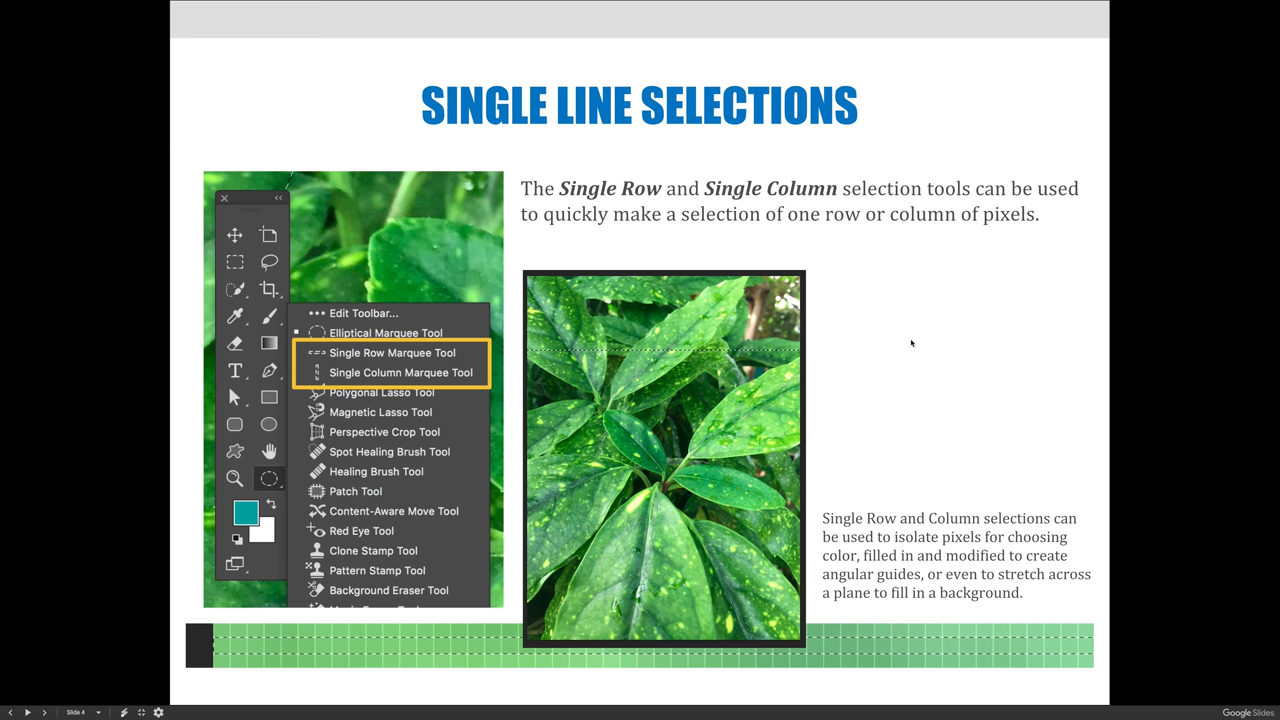 SINGLE LINE SELECTIONS
The Single Row and Single Column selection tools can be used
to quickly make a selection of one row or column of pixels.
T
Edit Toolbar...
Elliptical Marquee Tool
Single Row Marquee Tool
Single Column Marquee Tool
Polygonal Lasso Tool
Magnetic Lasso Tool
Perspective Crop Tool
Spot Healing Brush Tool
Healing Brush Tool
Patch Tool
Content-Aware Move Tool
Red Eye Tool
Clone Stamp Tool
Pattern Stamp Tool
Background Eraser Tool
Single Row and Column selections can
be used to isolate pixels for choosing
color, filled in and modified to create
angular guides, or even to stretch across
a plane to fill in a background.
Slide 4
Google Slides